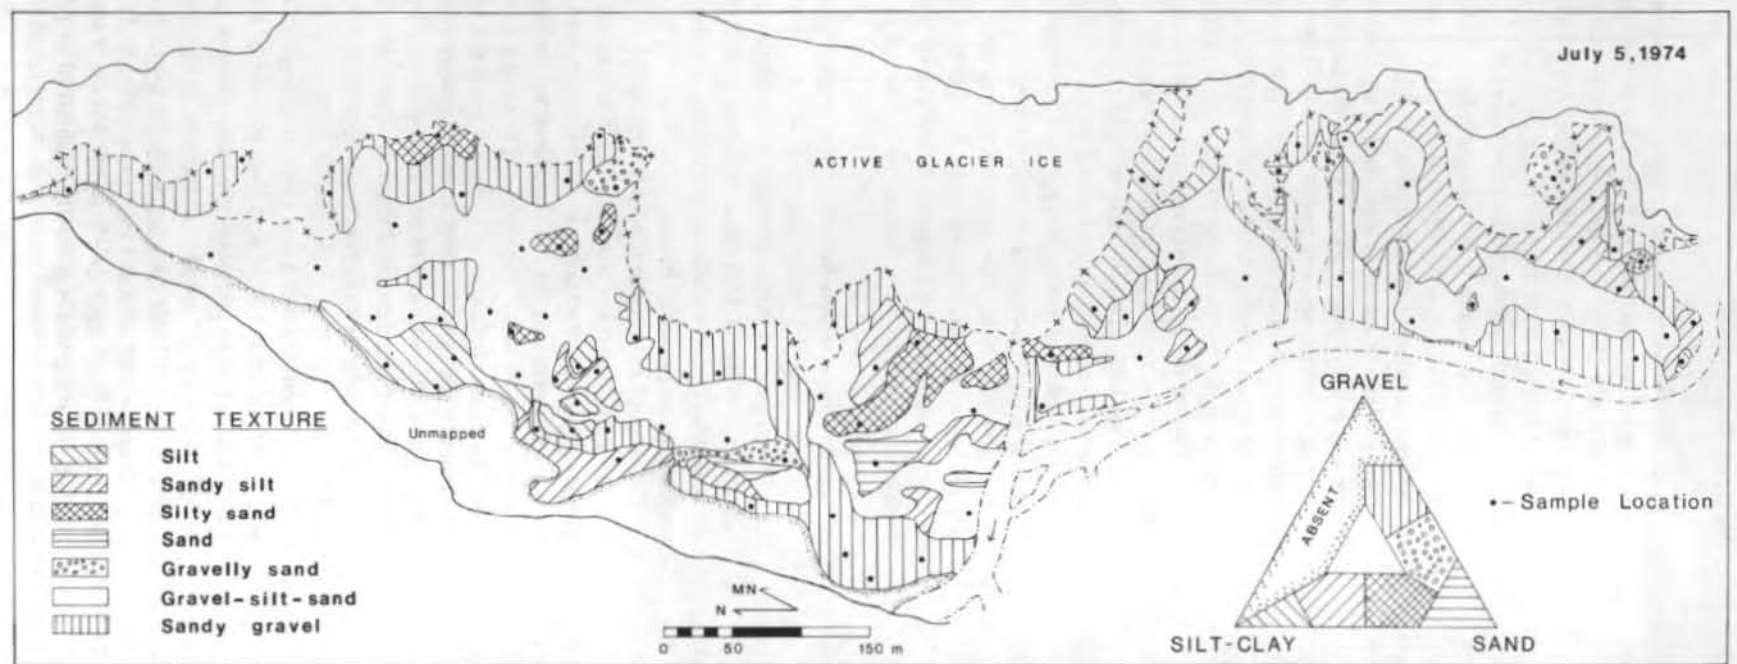 July 5, 1974
ACTIVE GLACIER ICE
SEDIMENT TEXTURE
Silt
Sandy silt
Silty sand
Sand
Gravelly sand
Gravel-silt-sand
Sandy gravel
Unmapped
MN
N
0 50 150 m
GRAVEL
ABSENT
SILT-CLAY SAND
•-Sample Location